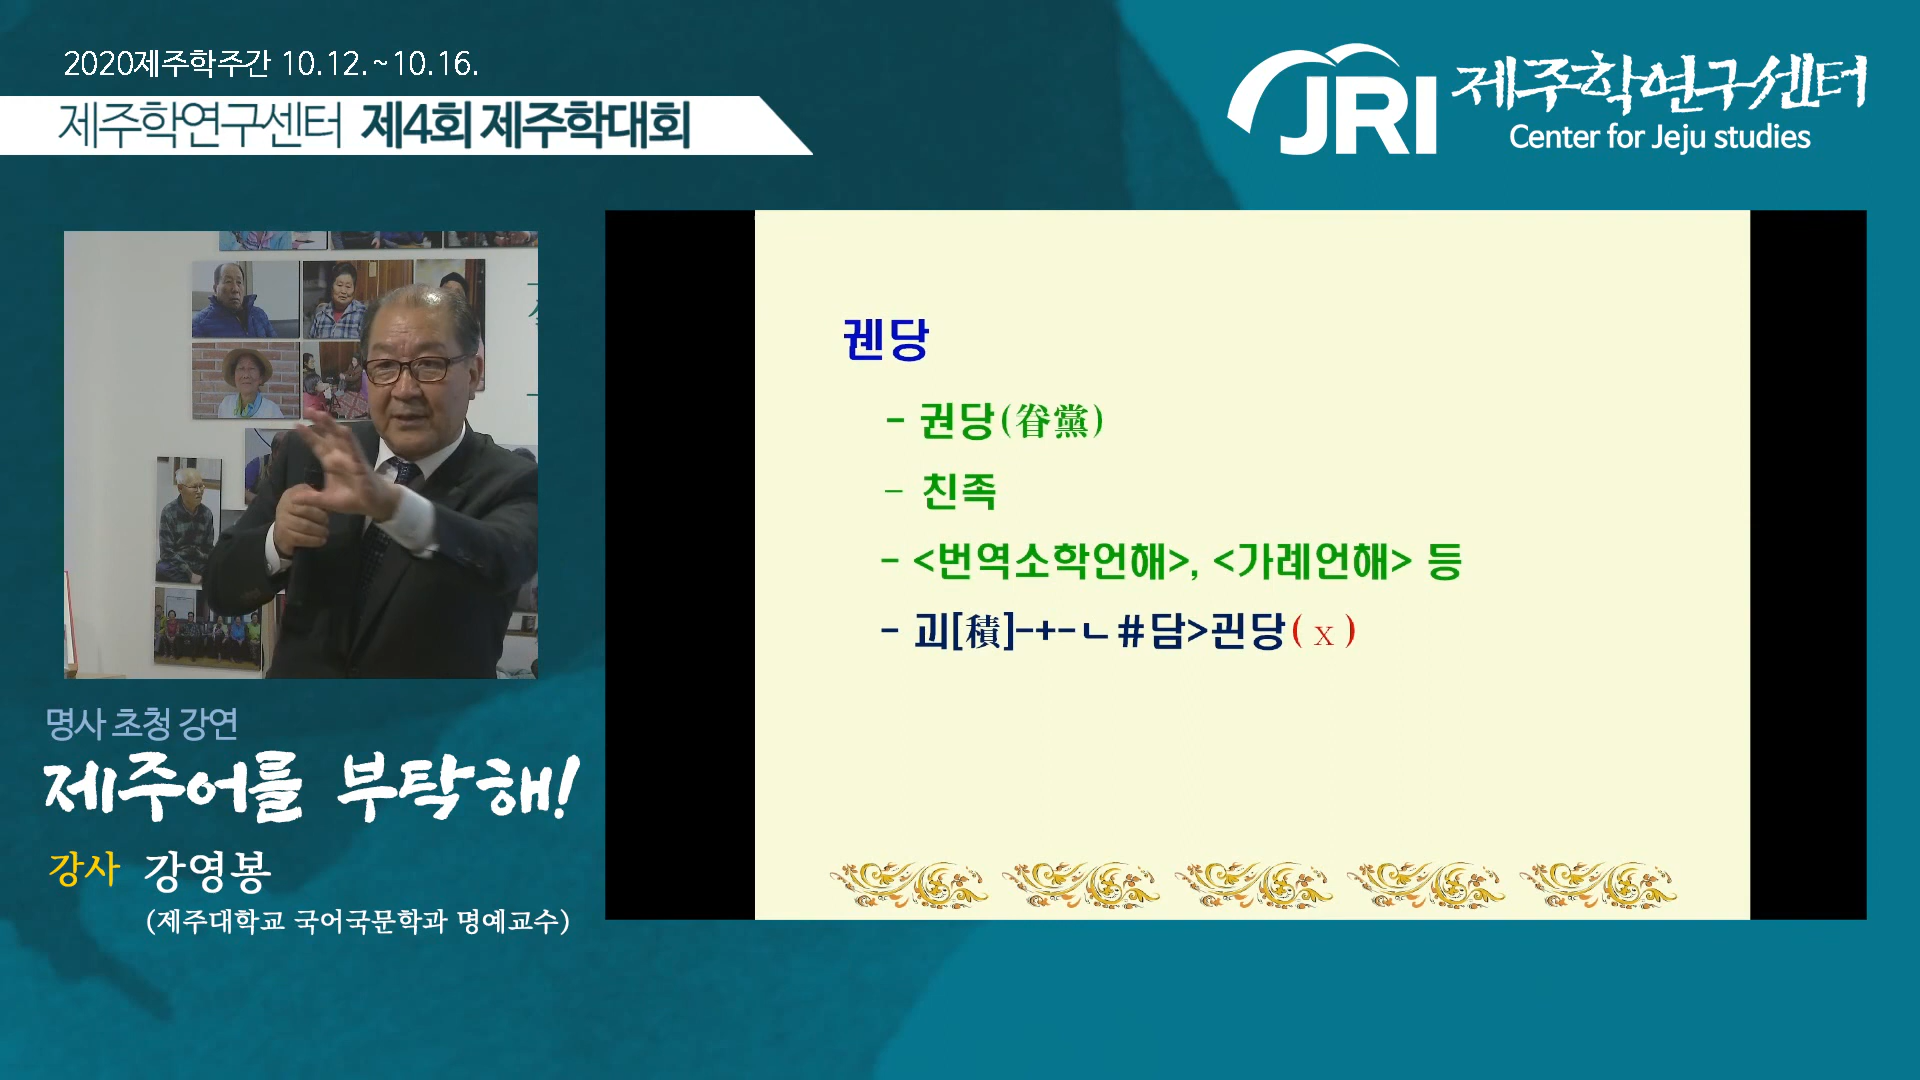 2020제주학주간 10.12.~10.16.
제주학연구센터 제4회 제주학대회
JRI 제주학연구센터
Center for Jeju studies
궨당
- 권당(眷黨)
- 친족
- <번역소학언해>, <가례언해> 등
- 괴[積]-+-ㄴ#담>괸당( x )
명사 초청 강연
제주어를 부탁해!
강사 강영봉
(제주대학교 국어국문학과 명예교수)